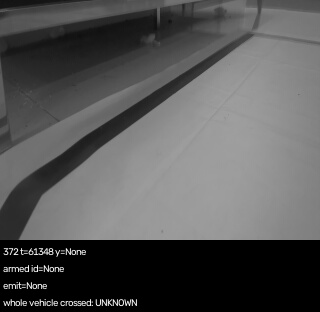 372 t=61348 y=None
armed id=None
emit=None
whole vehicle crossed: UNKNOWN